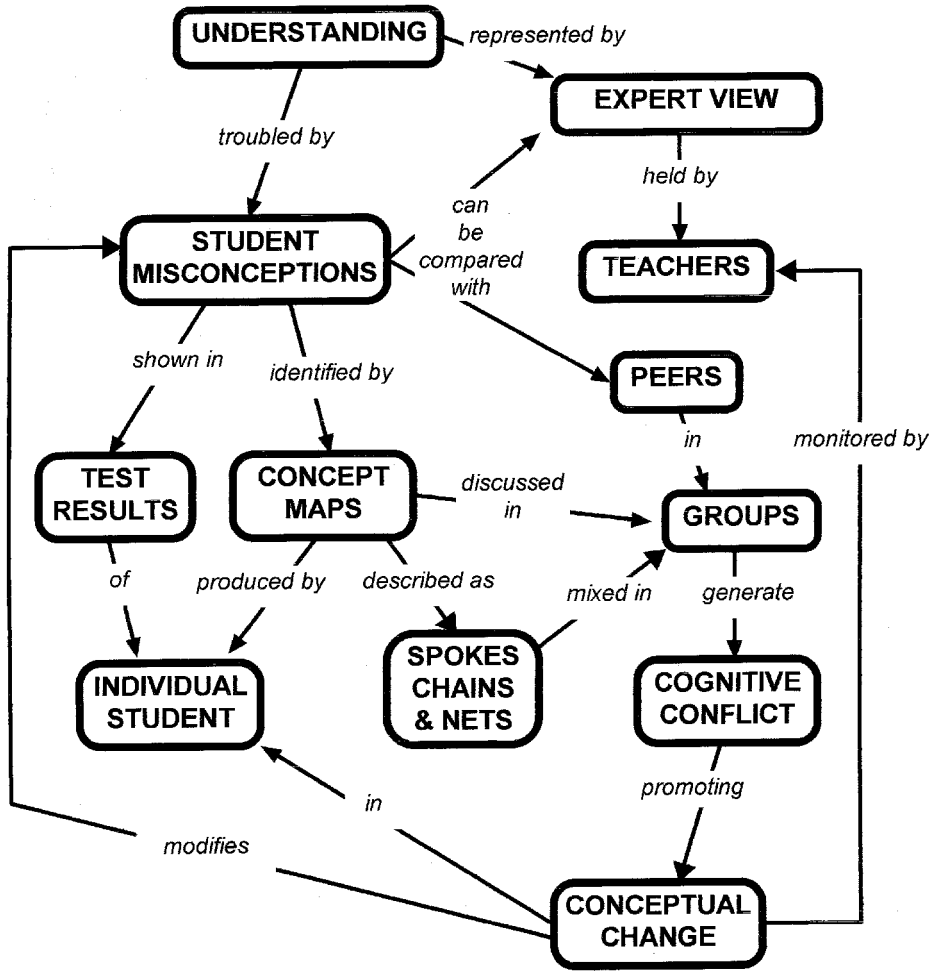 UNDERSTANDING
represented by
EXPERT VIEW
troubled by
held by
can
be
compared
with
STUDENT
MISCONCEPTIONS
TEACHERS
shown in
identified by
PEERS
in
monitored by
TEST
RESULTS
CONCEPT
MAPS
discussed
in
GROUPS
of
produced by
described as
mixed in
generate
INDIVIDUAL
STUDENT
SPOKES
CHAINS
& NETS
COGNITIVE
CONFLICT
promoting
in
modifies
CONCEPTUAL
CHANGE